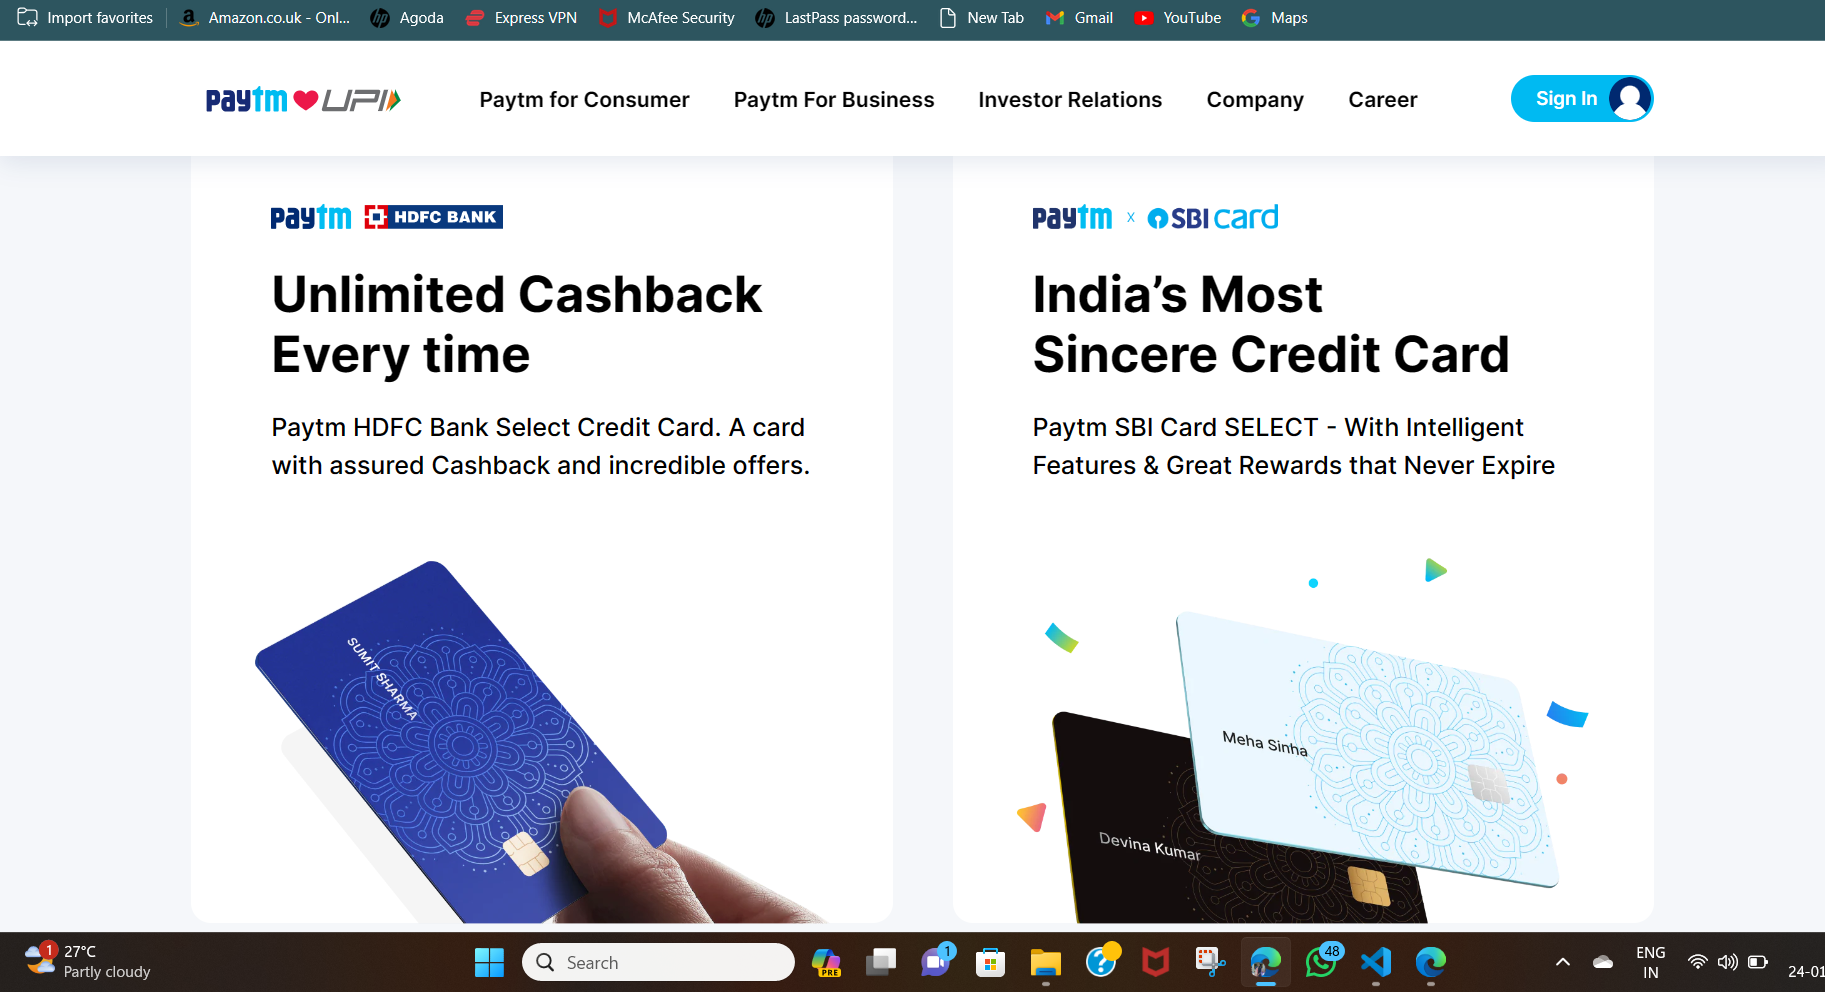 Import favorites
Amazon.co.uk - Onl...
Agoda
Express VPN
McAfee Security
LastPass password...
New Tab
Gmail
YouTube
Maps
paytm UPI
Paytm for Consumer
Paytm For Business
Investor Relations
Company
Career
Sign In
paytm HDFC BANK
Unlimited Cashback
Every time
Paytm HDFC Bank Select Credit Card. A card
with assured Cashback and incredible offers.
SUMIT SHARMA
paytm x SBI card
India’s Most
Sincere Credit Card
Paytm SBI Card SELECT - With Intelligent
Features & Great Rewards that Never Expire
Meha Sinha
Devina Kumar
1
27°C
Partly cloudy
Search
PRE
1
48
ENG
IN
24-01